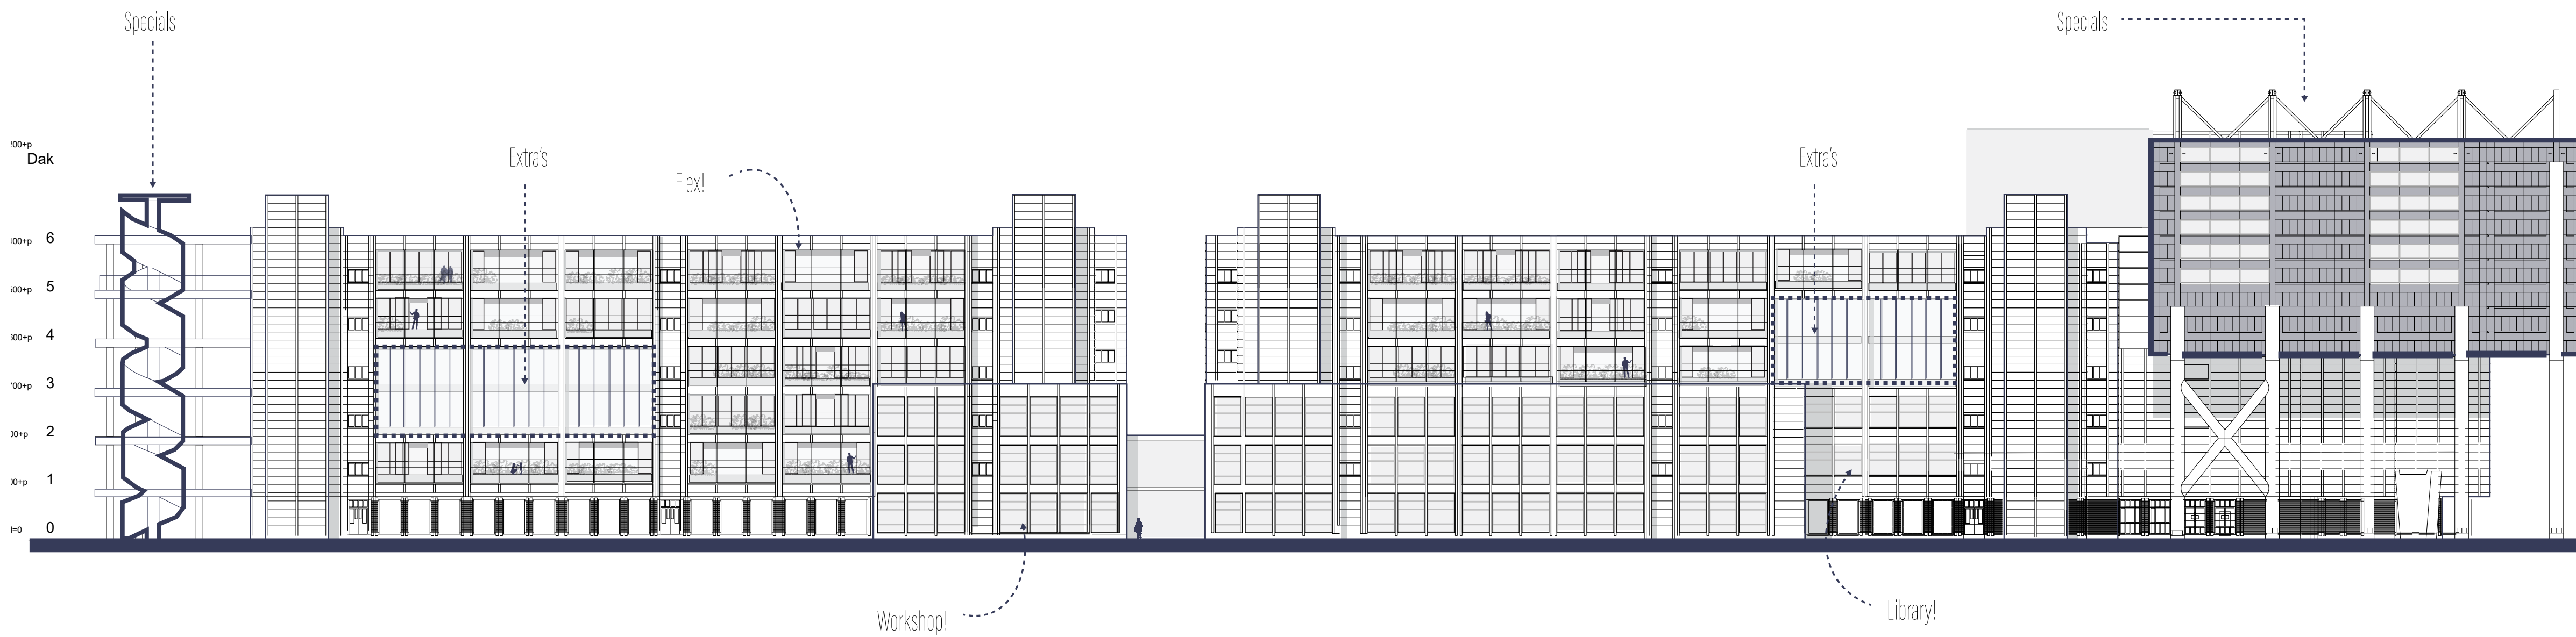 Specials
Specials
Extra's
Flex!
Extra's
Dak
6
5
4
3
2
1
0
Workshop!
Library!